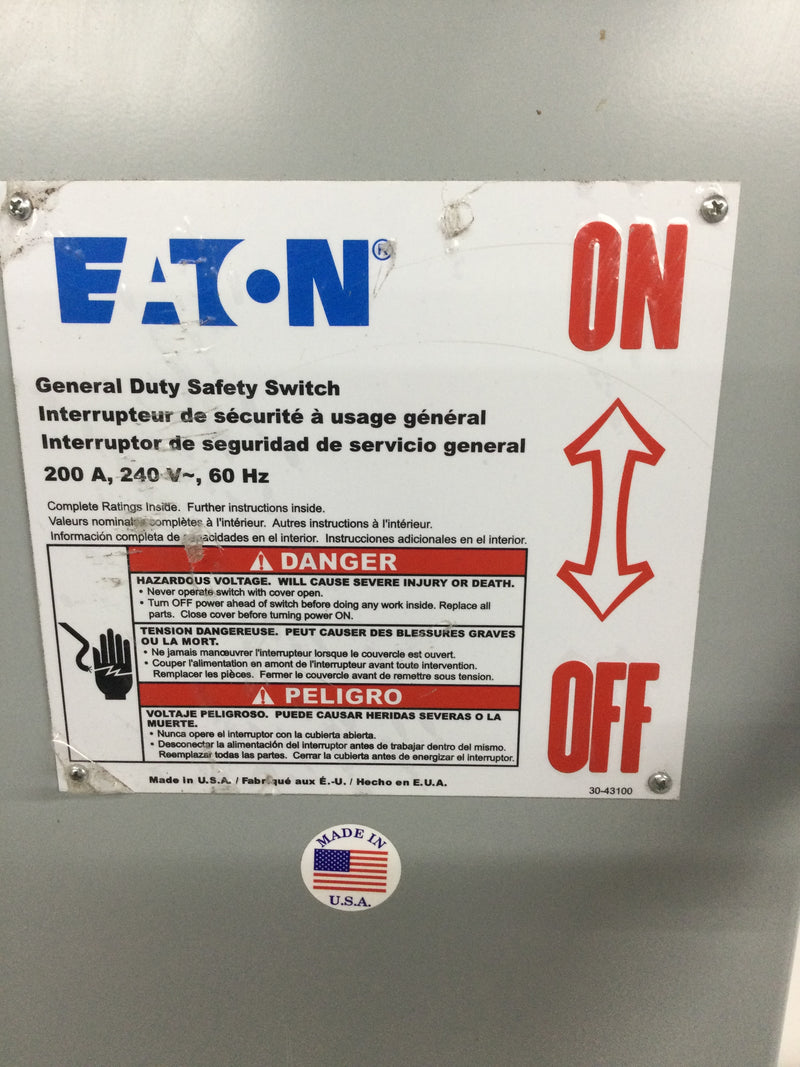 EATON®
ON
General Duty Safety Switch
Interrupteur de sécurité à usage général
Interruptor de seguridad de servicio general
200 A, 240 V~, 60 Hz
Complete Ratings Inside. Further instructions inside.
Valeurs nominales complètes à l'intérieur. Autres instructions à l'intérieur.
Información completa de capacidades en el interior. Instrucciones adicionales en el interior.
DANGER
HAZARDOUS VOLTAGE. WILL CAUSE SEVERE INJURY OR DEATH.
• Never operate switch with cover open.
• Turn OFF power ahead of switch before doing any work inside. Replace all
parts. Close cover before turning power ON.
TENSION DANGEREUSE. PEUT CAUSER DES BLESSURES GRAVES
OU LA MORT.
• Ne jamais manœuvrer l'interrupteur lorsque le couvercle est ouvert.
• Couper l'alimentation en amont de l'interrupteur avant toute intervention.
Remplacer les pièces. Fermer le couvercle avant de remettre sous tension.
PELIGRO
VOLTAJE PELIGROSO. PUEDE CAUSAR HERIDAS SEVERAS O LA
MUERTE.
• Nunca opere el interruptor con la cubierta abierta.
• Desconectar la alimentación del interruptor antes de trabajar dentro del mismo.
Reemplazar todas las partes. Cerrar la cubierta antes de energizar el interruptor.
OFF
Made in U.S.A. / Fabriqué aux É.-U. / Hecho en E.U.A.
30-43100
MADE IN
U.S.A.